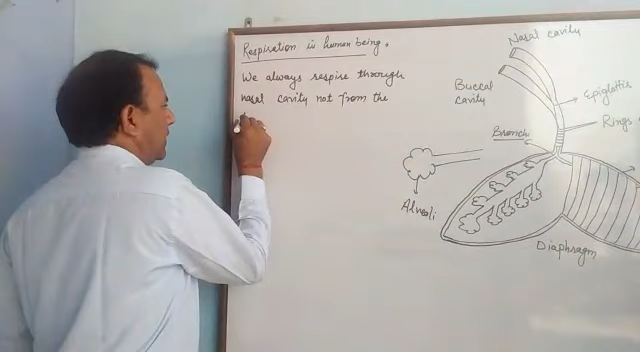 Respiration is human being.
We always respire through
nasal cavity not from the
Nasal cavity
Buccal
cavity
Epiglottis
Rings
Bronchi
Alveoli
Diaphragm